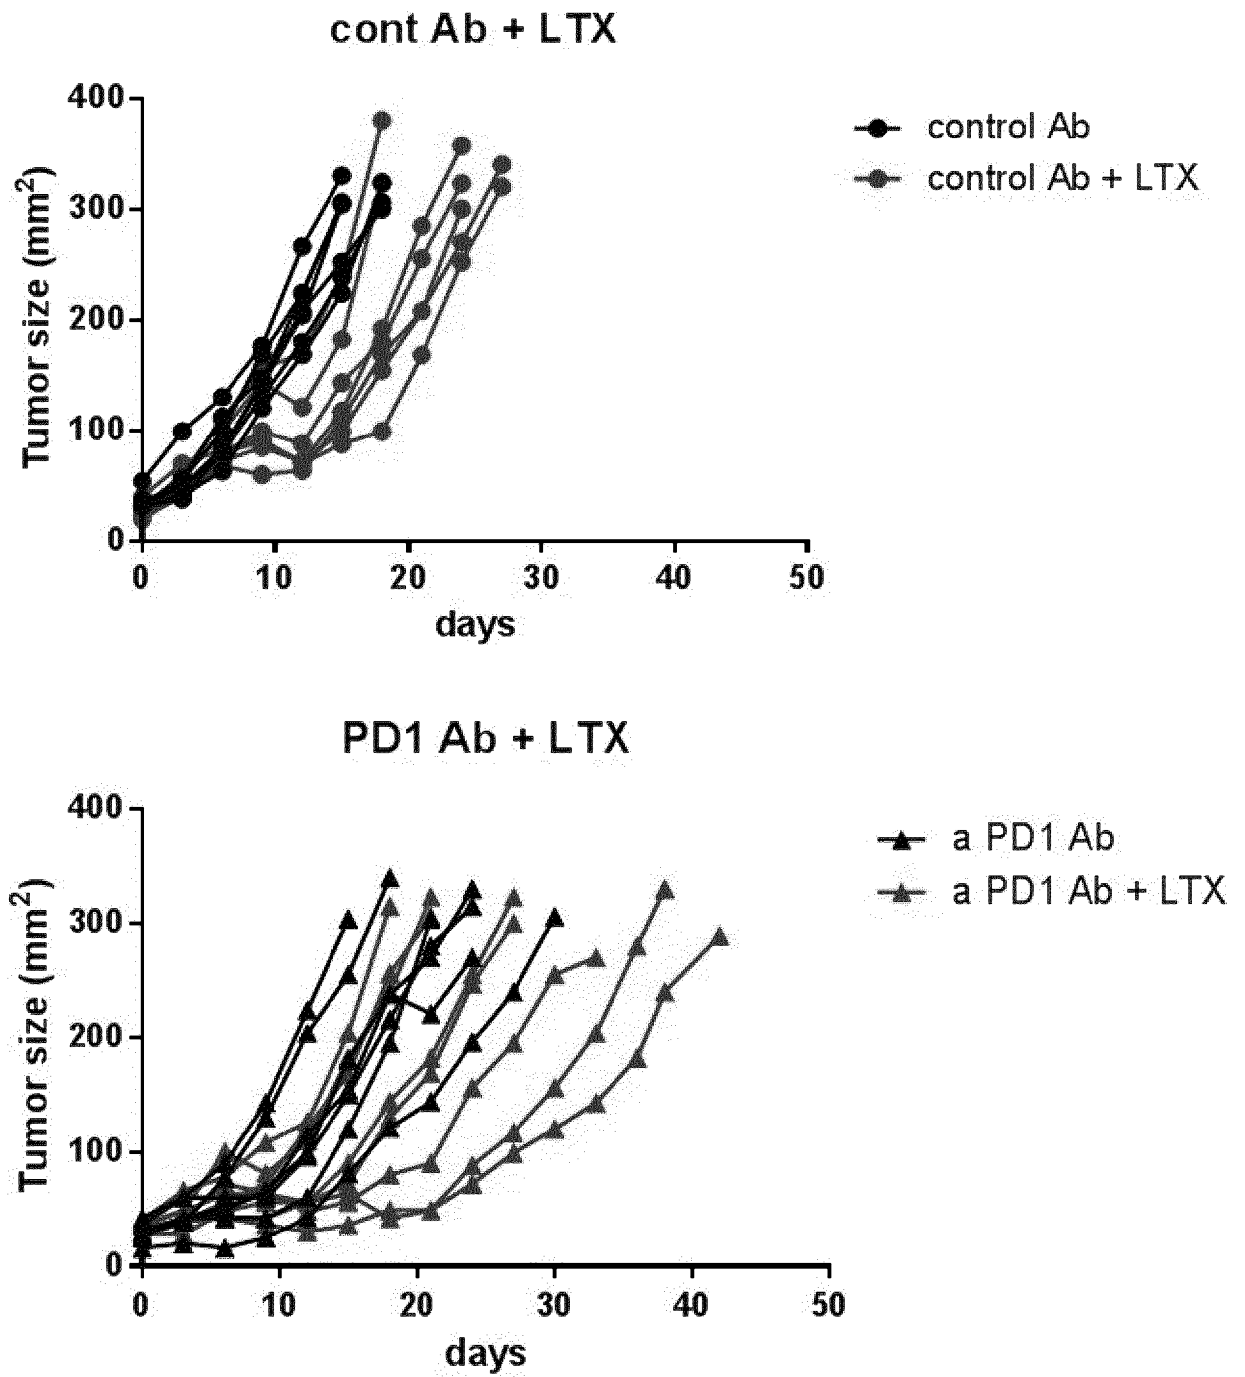 cont Ab + LTX
400
300
200
100
0
Tumor size (mm²)
0 10 20 30 40 50
days
control Ab
control Ab + LTX
PD1 Ab + LTX
400
300
200
100
0
Tumor size (mm²)
0 10 20 30 40 50
days
a PD1 Ab
a PD1 Ab + LTX